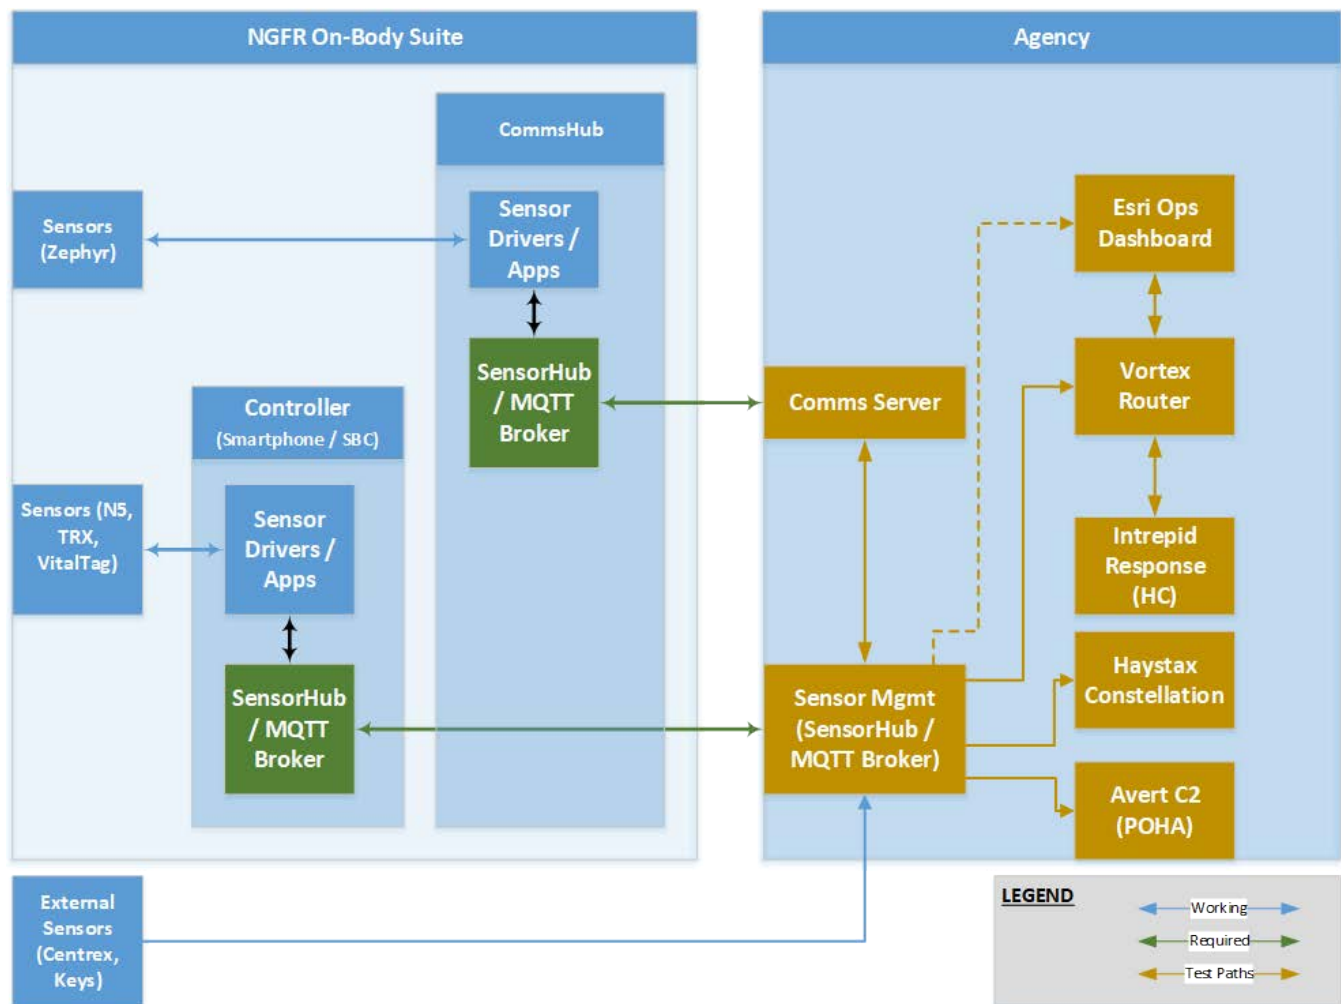 NGFR On-Body Suite
Agency
CommsHub
Sensors
(Zephyr)
Sensor
Drivers /
Apps
Esri Ops
Dashboard
SensorHub
/ MQTT
Broker
Comms Server
Vortex
Router
Controller
(Smartphone / SBC)
Sensors (N5,
TRX,
VitalTag)
Sensor
Drivers /
Apps
Intrepid
Response
(HC)
SensorHub
/ MQTT
Broker
Sensor Mgmt
(SensorHub /
MQTT Broker)
Haystax
Constellation
Avert C2
(POHA)
External
Sensors
(Centrex,
Keys)
LEGEND
Working
Required
Test Paths